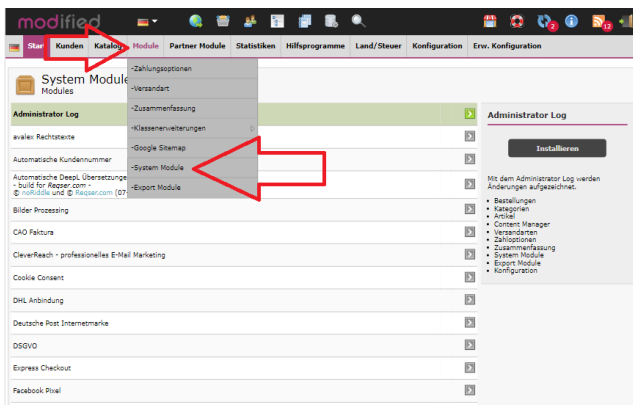 modified
2
12
Start Kunden Katalog Module Partner Module Statistiken Hilfsprogramme Land/Steuer Konfiguration Erw. Konfiguration
-Zahlungsoptionen
-Versandart
-Zusammenfassung
-Klassenerweiterungen
-Google Sitemap
-System Module
-Export Module
System Module
Modules
Administrator Log
avalex Rechtstexte
Automatische Kundennummer
Automatische DeepL Übersetzunge
- build for Reqser.com -
© noRiddle und © Reqser.com (07-
Bilder Prozessing
CAO Faktura
CleverReach - professionelles E-Mail Marketing
Cookie Consent
DHL Anbindung
Deutsche Post Internetmarke
DSGVO
Express Checkout
Facebook Pixel
Administrator Log
Installieren
Mit dem Administrator Log werden
Änderungen aufgezeichnet.
• Bestellungen
• Kategorien
• Artikel
• Content Manager
• Versandarten
• Zahloptionen
• Zusammenfassung
• System Module
• Export Module
• Konfiguration